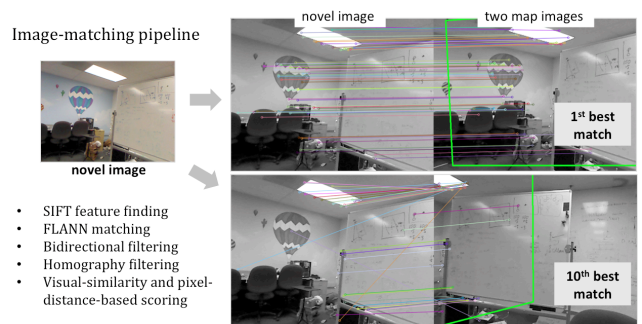 Image-matching pipeline
novel image
two map images
novel image
1st best
match
10th best
match
• SIFT feature finding
• FLANN matching
• Bidirectional filtering
• Homography filtering
• Visual-similarity and pixel-
distance-based scoring